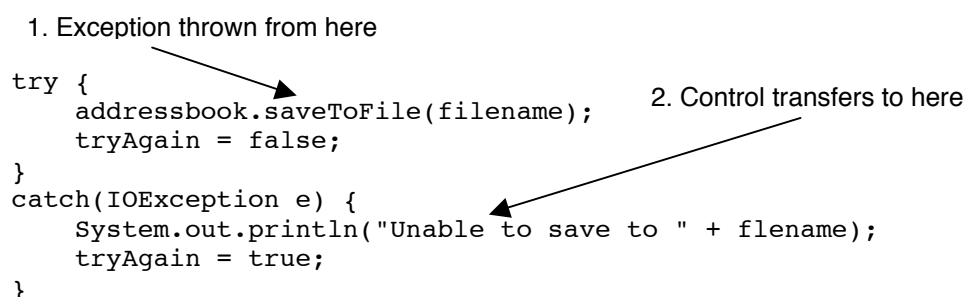 1. Exception thrown from here
try {
    addressbook.saveToFile(filename);
2. Control transfers to here
    tryAgain = false;
}
catch(IOException e) {
    System.out.println("Unable to save to " + flename);
    tryAgain = true;
}